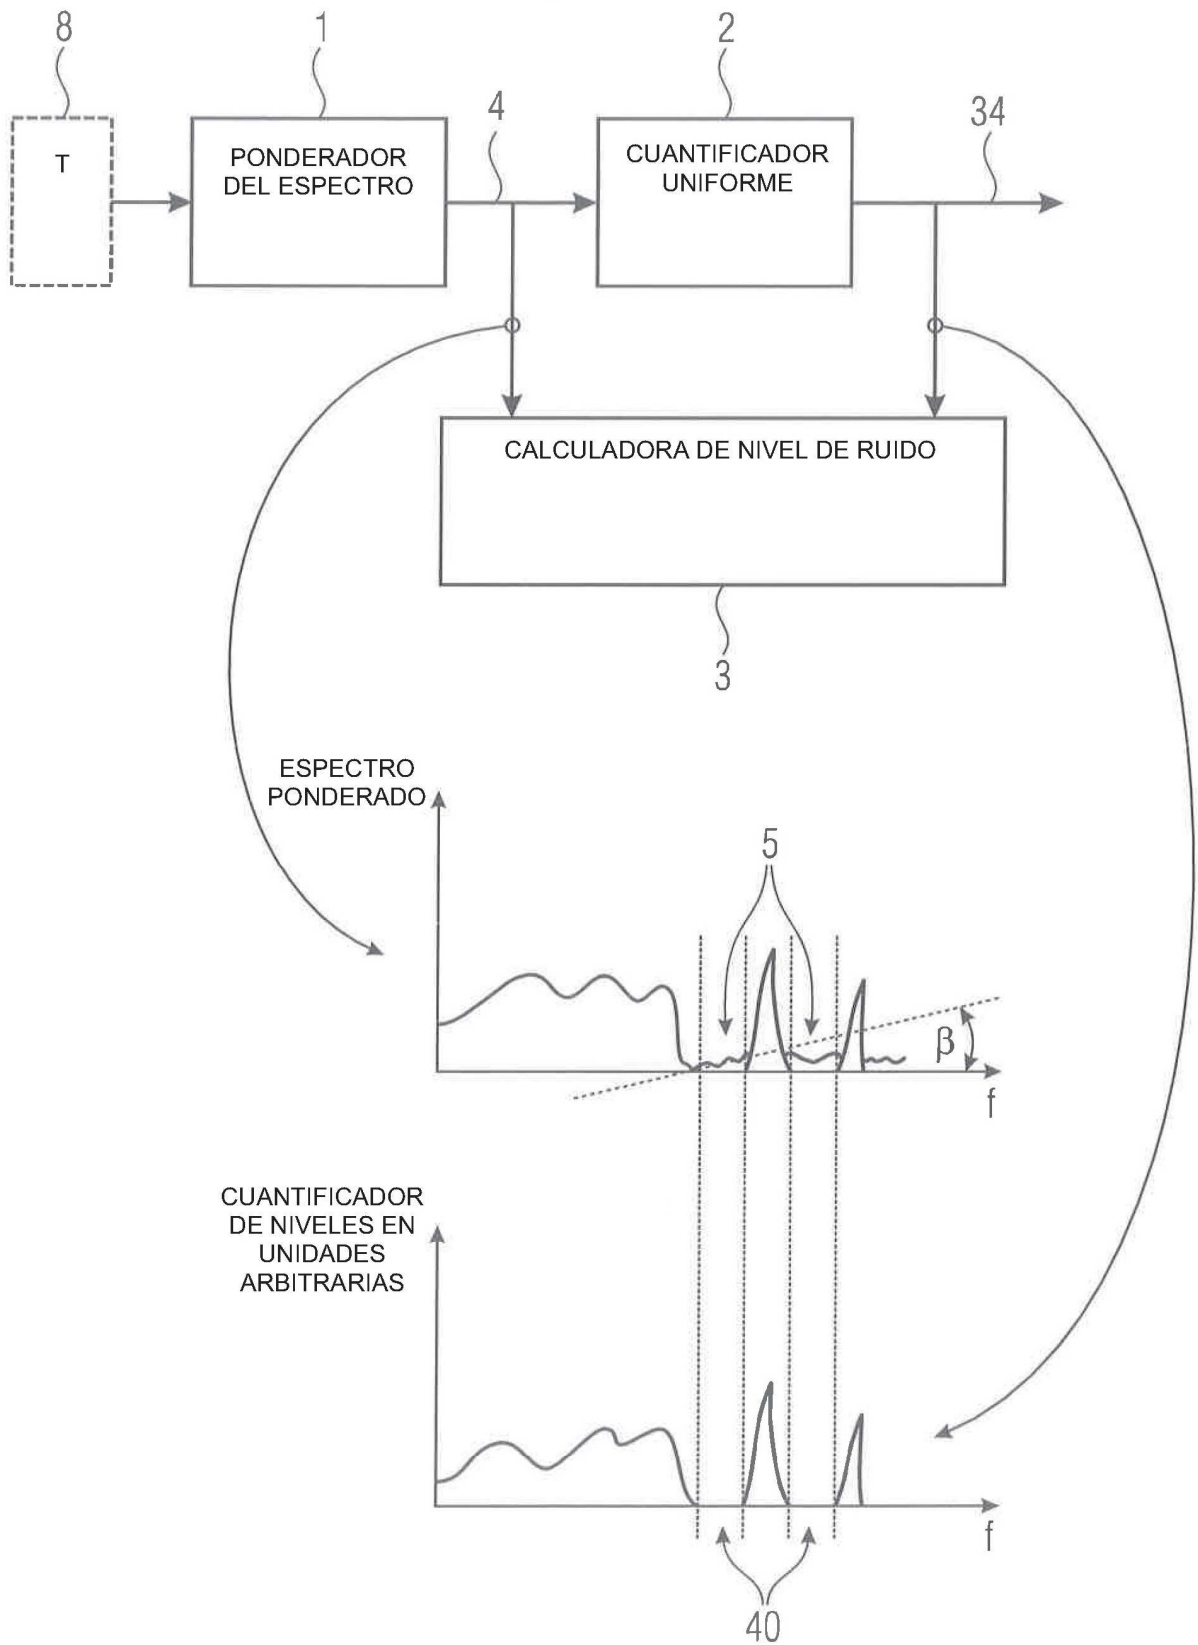 8
1
2
4
34
T
PONDERADOR
DEL ESPECTRO
CUANTIFICADOR
UNIFORME
CALCULADORA DE NIVEL DE RUIDO
3
ESPECTRO
PONDERADO
5
β
f
CUANTIFICADOR
DE NIVELES EN
UNIDADES
ARBITRARIAS
f
40